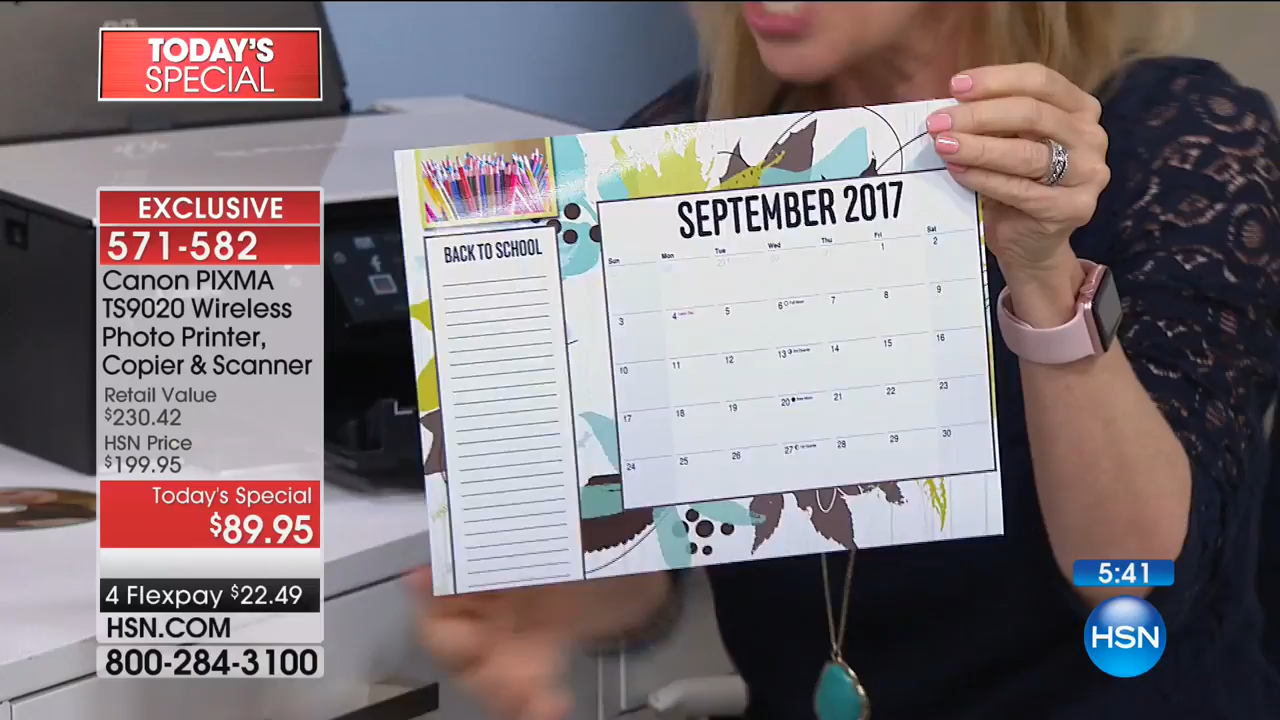 TODAY'S
SPECIAL
EXCLUSIVE
571-582
Canon PIXMA
TS9020 Wireless
Photo Printer,
Copier & Scanner
Retail Value
$230.42
HSN Price
$199.95
Today's Special
$89.95
4 Flexpay $22.49
HSN.COM
800-284-3100
BACK TO SCHOOL
SEPTEMBER 2017
Sun Mon Tue Wed Thu Fri Sat
1 2
3 4 5 6 7 8 9
10 11 12 13 14 15 16
17 18 19 20 21 22 23
24 25 26 27 28 29 30
5:41
HSN